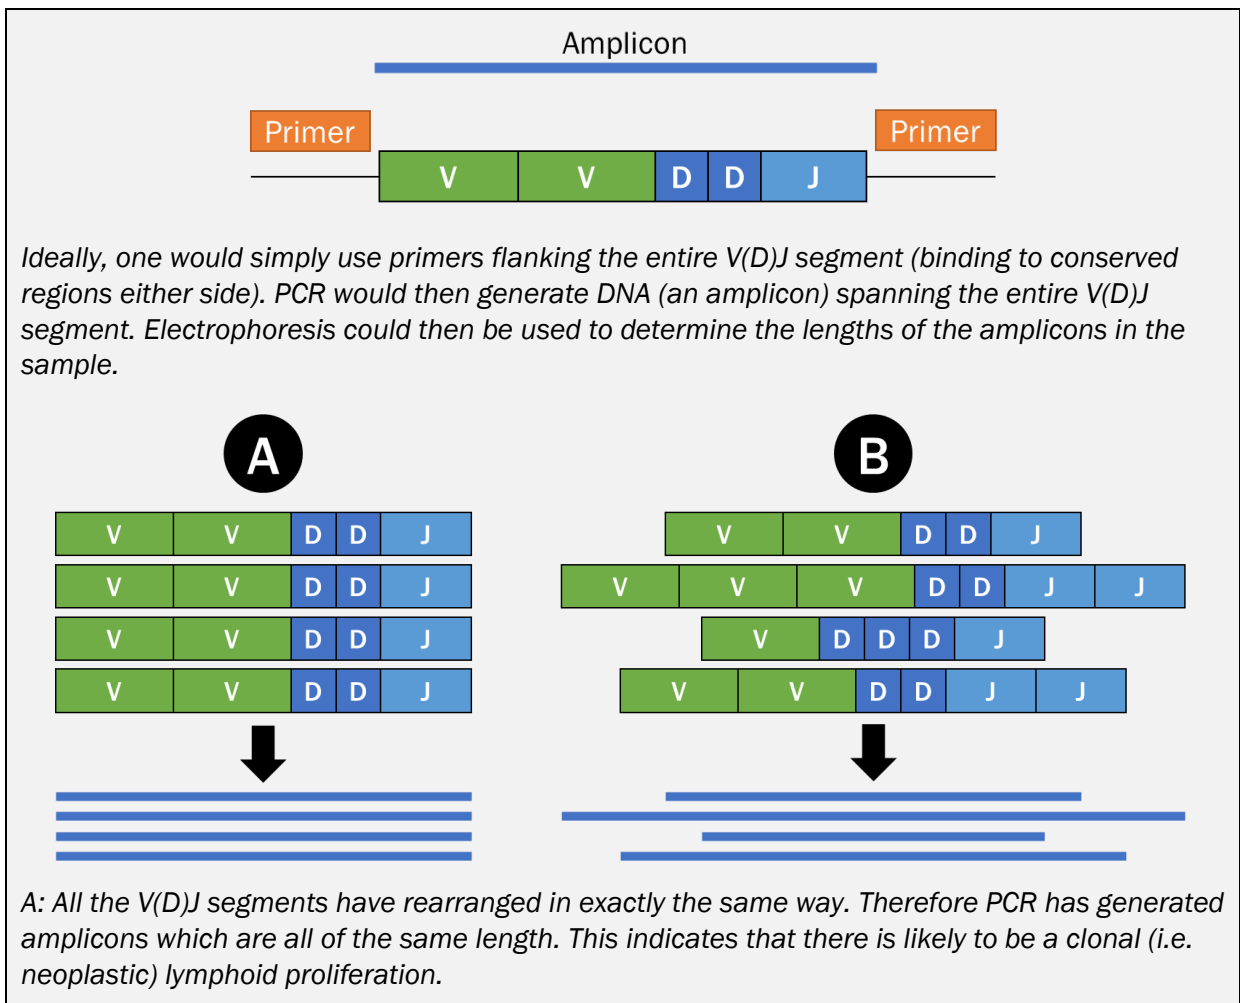 Amplicon
Primer Primer
V V D D J
Ideally, one would simply use primers flanking the entire V(D)J segment (binding to conserved
regions either side). PCR would then generate DNA (an amplicon) spanning the entire V(D)J
segment. Electrophoresis could then be used to determine the lengths of the amplicons in the
sample.
A B
V V D D J V V D D J
V V D D J V V V D D J J
V V D D J V D D D J
V V D D J V V D D J J
A: All the V(D)J segments have rearranged in exactly the same way. Therefore PCR has generated
amplicons which are all of the same length. This indicates that there is likely to be a clonal (i.e.
neoplastic) lymphoid proliferation.